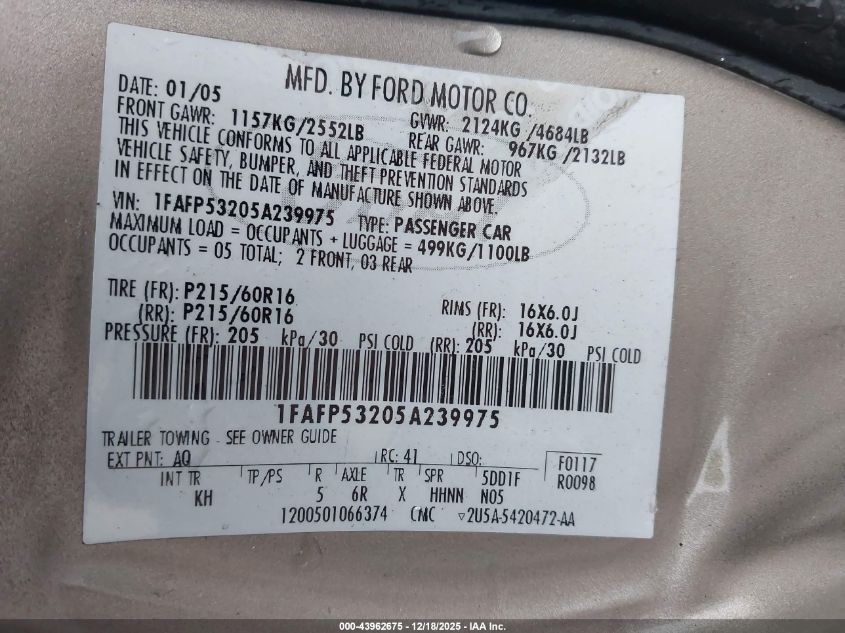 MFD. BY FORD MOTOR CO.
DATE: 01/05 GVWR: 2124KG /4684LB
FRONT GAWR: 1157KG/2552LB REAR GAWR: 967KG /2132LB
THIS VEHICLE CONFORMS TO ALL APPLICABLE FEDERAL MOTOR
VEHICLE SAFETY, BUMPER, AND THEFT PREVENTION STANDARDS
IN EFFECT ON THE DATE OF MANUFACTURE SHOWN ABOVE.
VIN: 1FAFP53205A239975 TYPE: PASSENGER CAR
MAXIMUM LOAD = OCCUPANTS + LUGGAGE = 499KG/1100LB
OCCUPANTS = 05 TOTAL; 2 FRONT, 03 REAR
TIRE (FR): P215/60R16 RIMS (FR): 16X6.0J
(RR): P215/60R16 (RR): 16X6.0J
PRESSURE (FR): 205 kPa/30 PSI COLD (RR): 205 kPa/30 PSI COLD
1FAFP53205A239975
TRAILER TOWING - SEE OWNER GUIDE
EXT PNT: AQ RC: 41 DSO: F0117
INT TR TP/PS R AXLE TR SPR 5DD1F R0098
KH 5 6R X HHNN N05
1200501066374 CMC ▽2U5A-5420472-AA
000-43962675 - 12/18/2025 - IAA Inc.